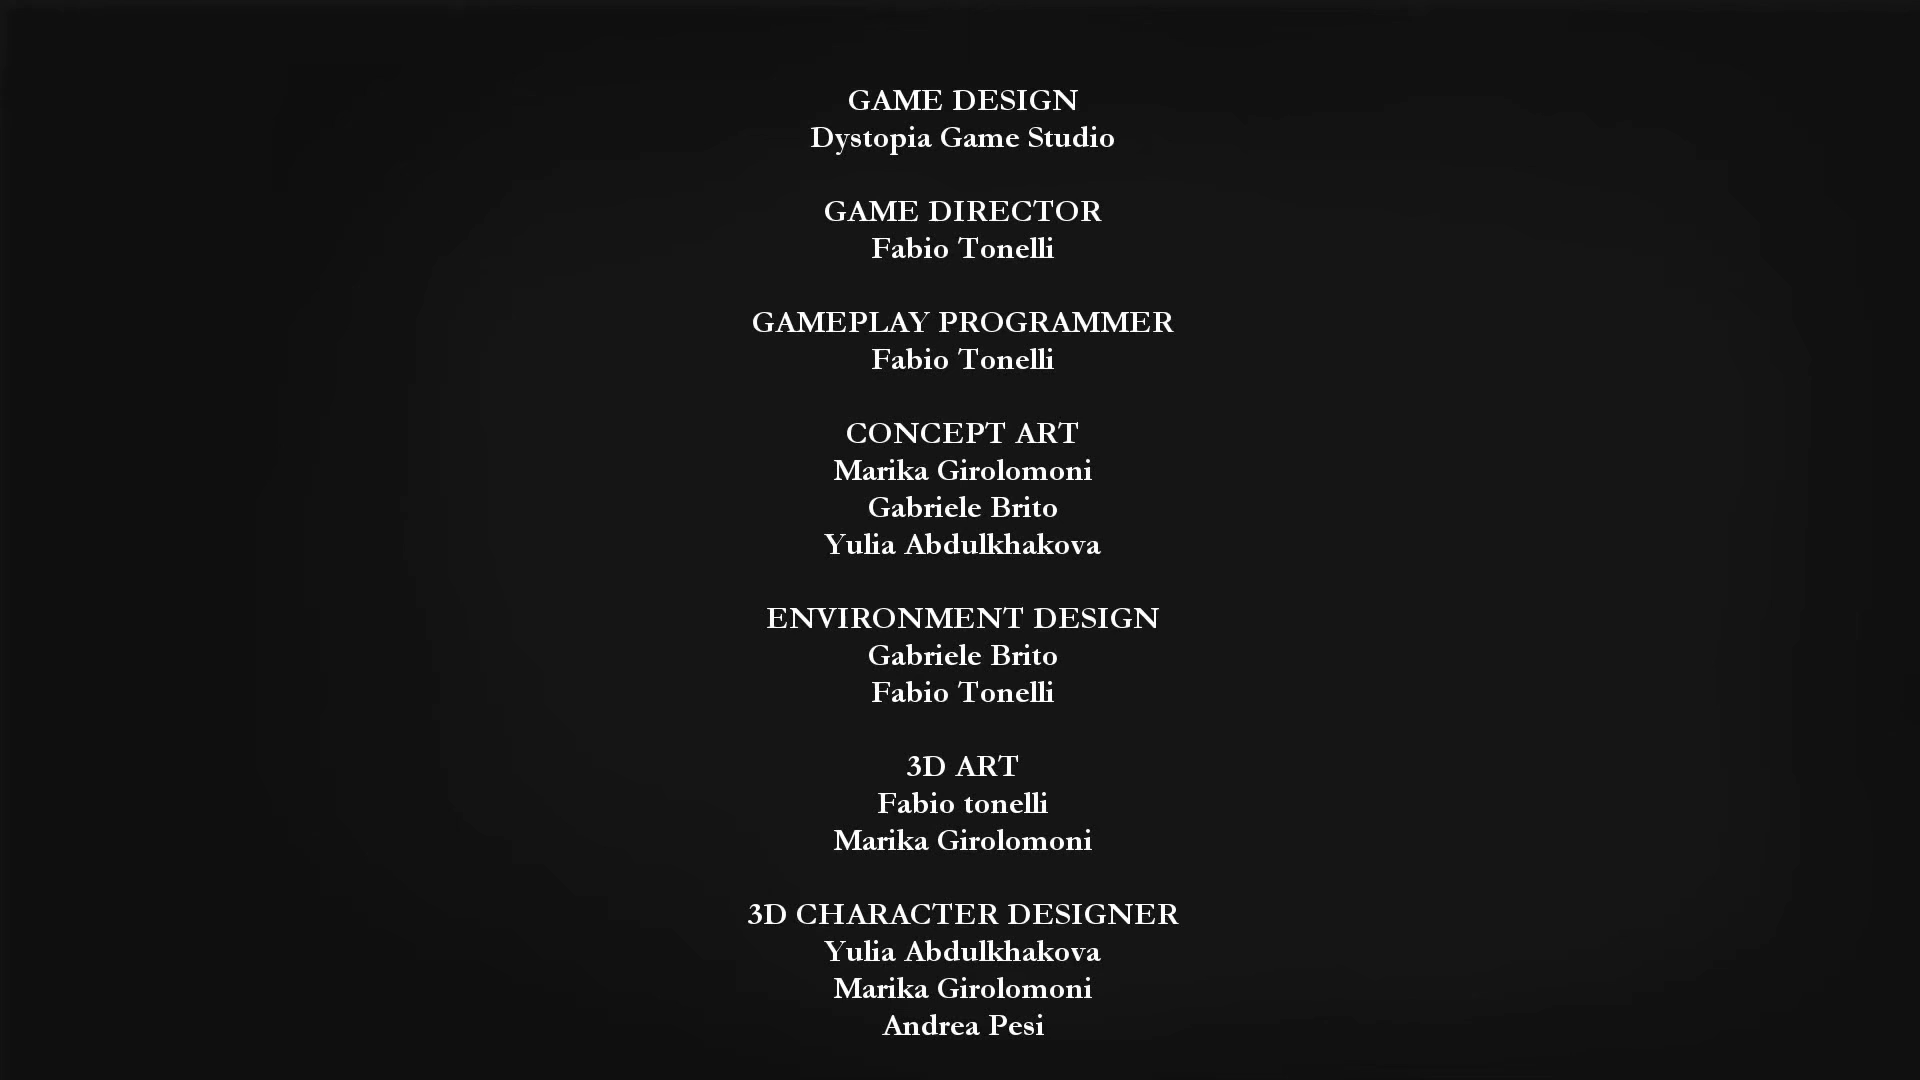 GAME DESIGN
Dystopia Game Studio
GAME DIRECTOR
Fabio Tonelli
GAMEPLAY PROGRAMMER
Fabio Tonelli
CONCEPT ART
Marika Girolomoni
Gabriele Brito
Yulia Abdulkhakova
ENVIRONMENT DESIGN
Gabriele Brito
Fabio Tonelli
3D ART
Fabio tonelli
Marika Girolomoni
3D CHARACTER DESIGNER
Yulia Abdulkhakova
Marika Girolomoni
Andrea Pesi